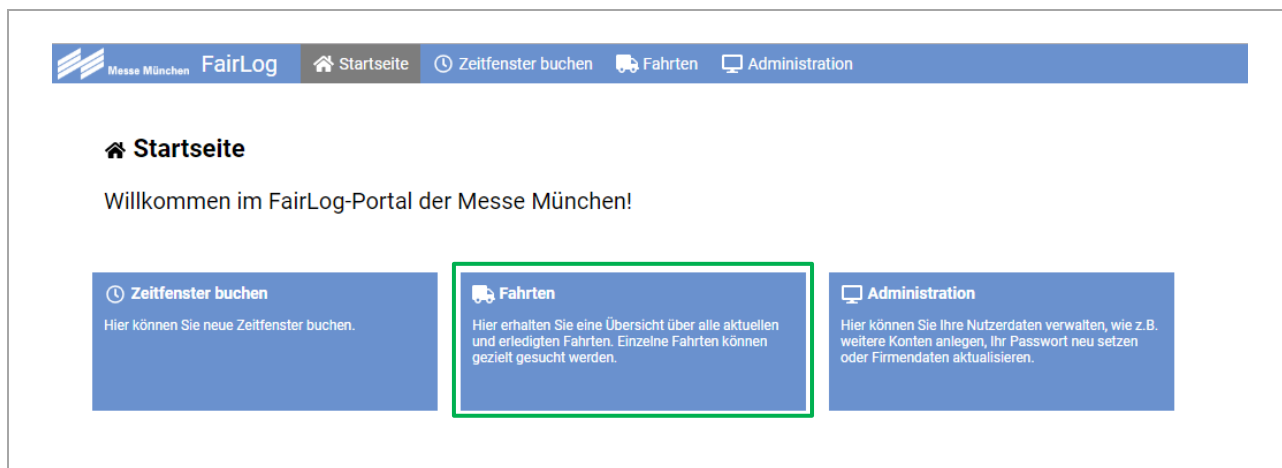 Messe München FairLog Startseite Zeitfenster buchen Fahrten Administration
Startseite
Willkommen im FairLog-Portal der Messe München!
Zeitfenster buchen
Hier können Sie neue Zeitfenster buchen.
Fahrten
Hier erhalten Sie eine Übersicht über alle aktuellen
und erledigten Fahrten. Einzelne Fahrten können
gezielt gesucht werden.
Administration
Hier können Sie Ihre Nutzerdaten verwalten, wie z.B.
weitere Konten anlegen, Ihr Passwort neu setzen
oder Firmendaten aktualisieren.